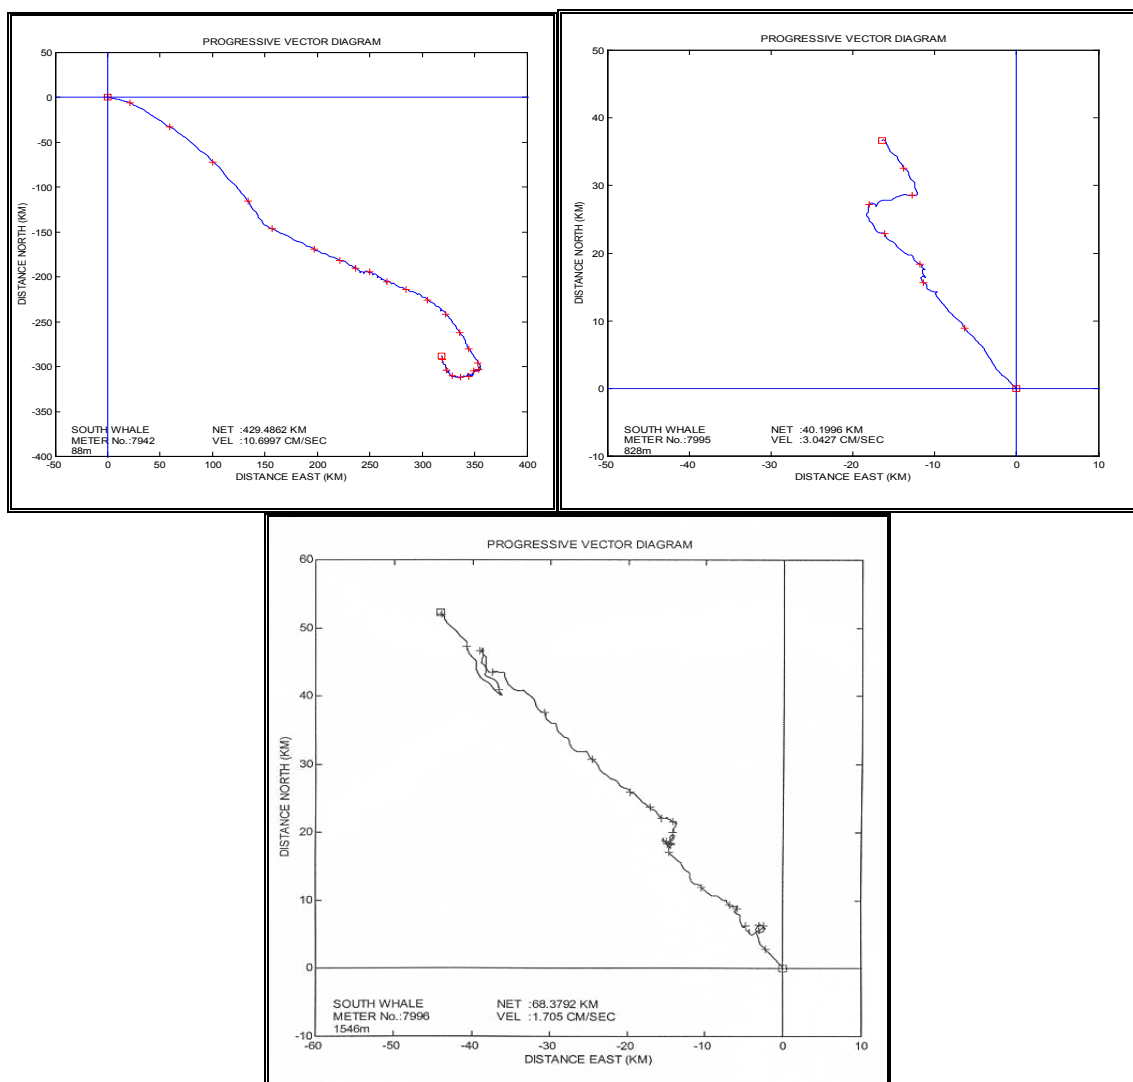 PROGRESSIVE VECTOR DIAGRAM
50
0
-50
-100
-150
-200
-250
-300
-350
-400
DISTANCE NORTH (KM)
SOUTH WHALE NET :429.4862 KM
METER No.:7942 VEL :10.6997 CM/SEC
88m
-50 0 50 100 150 200 250 300 350 400
DISTANCE EAST (KM)
PROGRESSIVE VECTOR DIAGRAM
50
40
30
20
10
0
-10
DISTANCE NORTH (KM)
SOUTH WHALE NET :40.1996 KM
METER No.:7995 VEL :3.0427 CM/SEC
828m
-50 -40 -30 -20 -10 0 10
DISTANCE EAST (KM)
PROGRESSIVE VECTOR DIAGRAM
60
50
40
30
20
10
0
-10
DISTANCE NORTH (KM)
SOUTH WHALE NET :68.3792 KM
METER No.:7996 VEL :1.705 CM/SEC
1546m
-60 -50 -40 -30 -20 -10 0 10
DISTANCE EAST (KM)